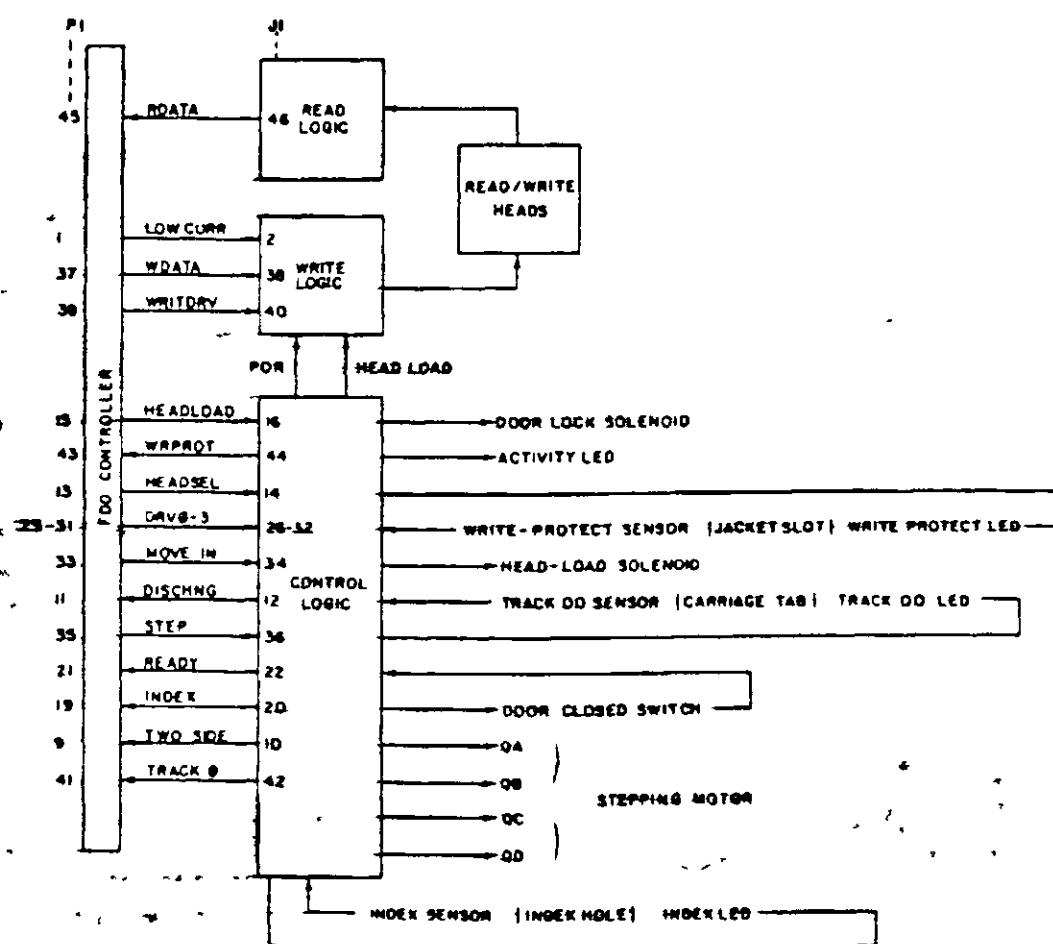 P1 J1
45 RDATA 46 READ LOGIC
READ/WRITE HEADS
1 LOW CURR 2
37 WDATA 38 WRITE LOGIC
WRITDRV 40
POR HEAD LOAD
FDO CONTROLLER
15 HEADLOAD 16 DOOR LOCK SOLENOID
43 WRPROT 44 ACTIVITY LED
13 HEADSEL 14
25-31 DRV0-3 26-32 WRITE-PROTECT SENSOR {JACKET SLOT} WRITE PROTECT LED
33 MOVE IN 34 HEAD-LOAD SOLENOID
CONTROL LOGIC
11 DISCHNG 12 TRACK 00 SENSOR {CARRIAGE TAB} TRACK 00 LED
35 STEP 36
21 READY 22
19 INDEX 20 DOOR CLOSED SWITCH
9 TWO SIDE 10 QA
41 TRACK 0 42 QB
STEPPING MOTOR
QC
QD
INDEX SENSOR {INDEX HOLE} INDEX LED